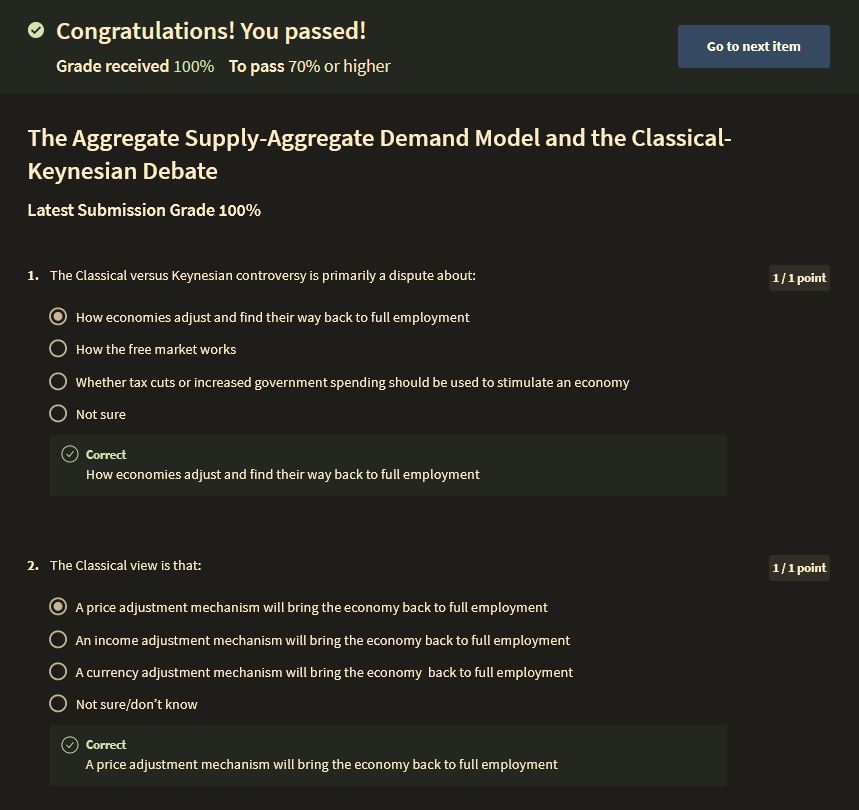 Congratulations! You passed!
Grade received 100% To pass 70% or higher
Go to next item
The Aggregate Supply-Aggregate Demand Model and the Classical-
Keynesian Debate
Latest Submission Grade 100%
1. The Classical versus Keynesian controversy is primarily a dispute about:
1 / 1 point
How economies adjust and find their way back to full employment
How the free market works
Whether tax cuts or increased government spending should be used to stimulate an economy
Not sure
Correct
How economies adjust and find their way back to full employment
2. The Classical view is that:
1 / 1 point
A price adjustment mechanism will bring the economy back to full employment
An income adjustment mechanism will bring the economy back to full employment
A currency adjustment mechanism will bring the economy  back to full employment
Not sure/don’t know
Correct
A price adjustment mechanism will bring the economy back to full employment